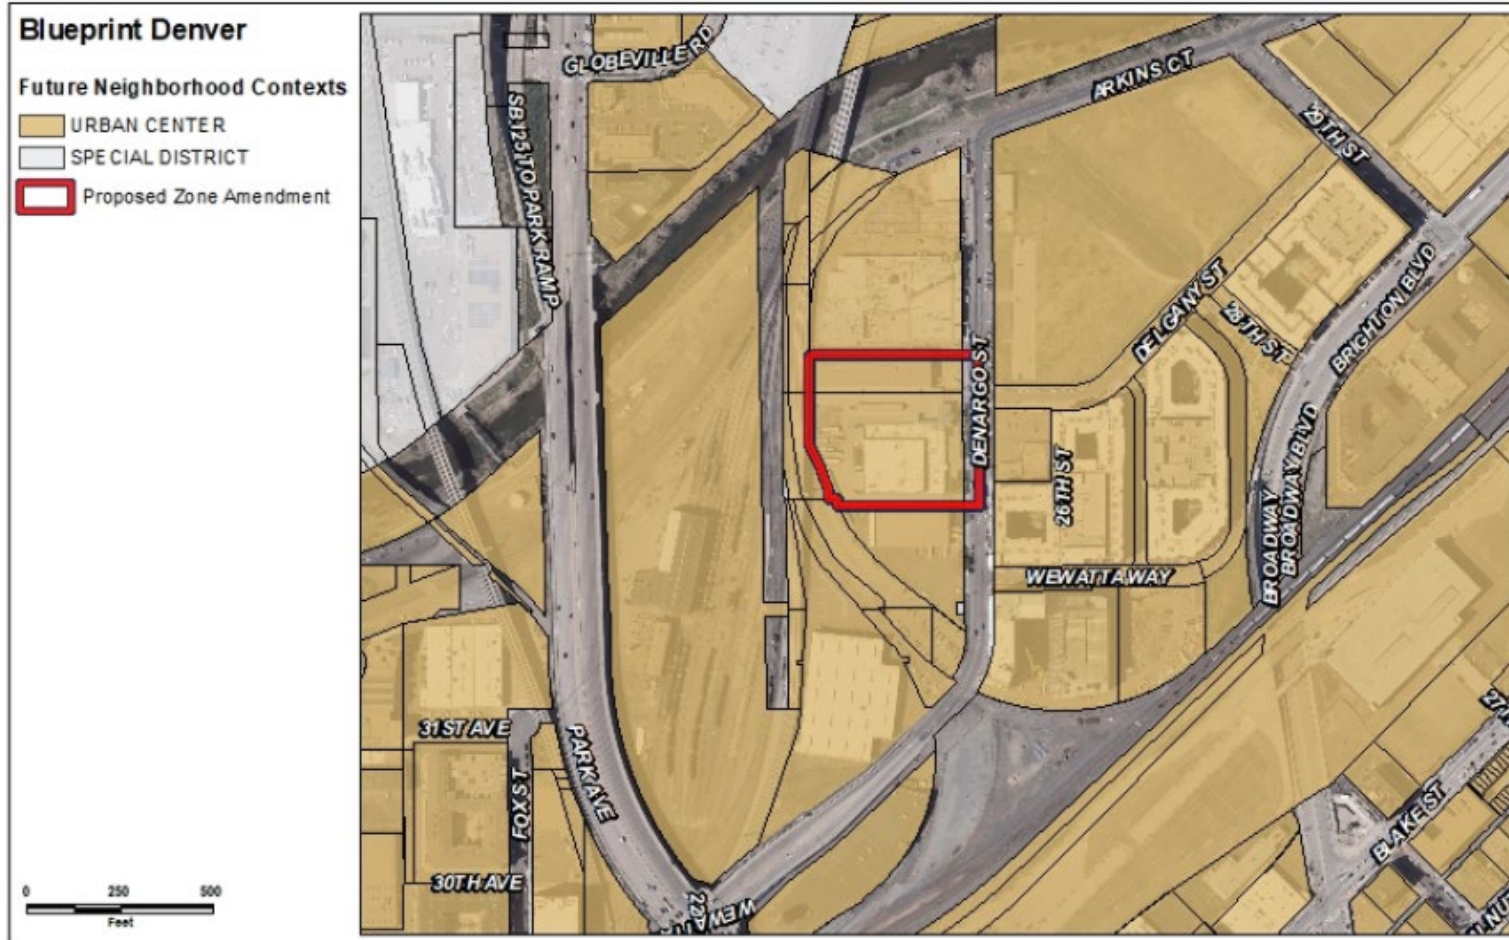 Blueprint Denver
Future Neighborhood Contexts
URBAN CENTER
SPECIAL DISTRICT
Proposed Zone Amendment
0 250 500
Feet
GLOBEVILLE RD
SB I25 TO PARK RAMP
ARKINS CT
29TH ST
DELGANY ST
28TH ST
BRIGHTON BLVD
DENARGO ST
26TH ST
BROADWAY
BROADWAY BLVD
WEWATTA WAY
31ST AVE
PARK AVE
FOX ST
30TH AVE
BLAKE ST